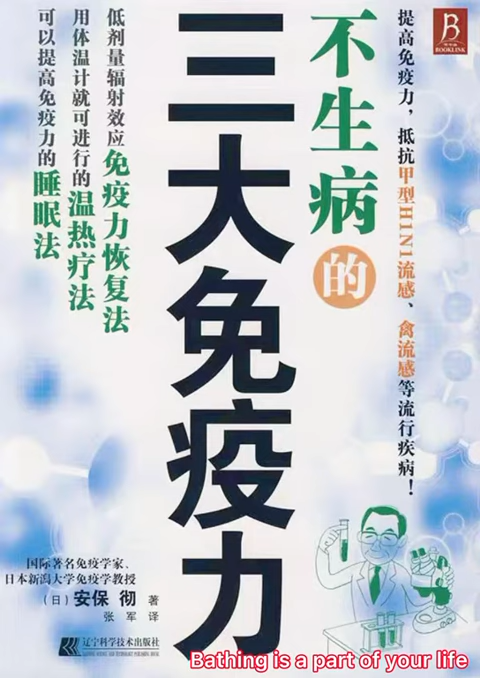 提高免疫力，抵抗甲型H1N1流感、禽流感等流行疾病！
不生病的
三大免疫力
低剂量辐射效应免疫力恢复法
用体温计就可进行的温热疗法
可以提高免疫力的睡眠法
B
BOOKLINK
国际著名免疫学家、
日本新潟大学免疫学教授
（日）安保 彻 著
张 军 译
辽宁科学技术出版社
Bathing is a part of your life